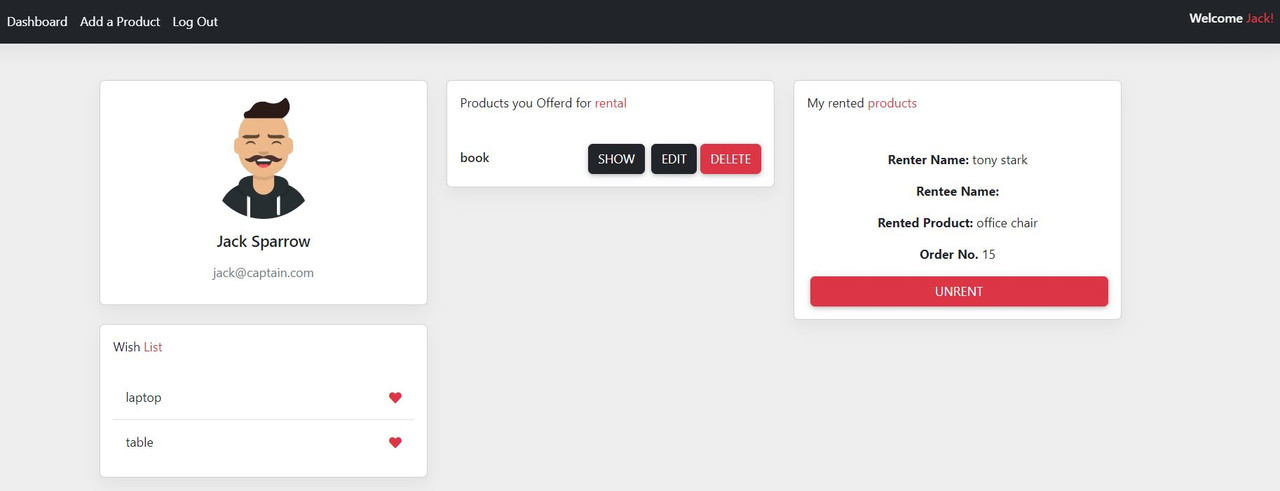 Dashboard Add a Product Log Out Welcome Jack!
Jack Sparrow
jack@captain.com
Wish List
laptop
table
Products you Offerd for rental
book SHOW EDIT DELETE
My rented products
Renter Name: tony stark
Rentee Name:
Rented Product: office chair
Order No. 15
UNRENT